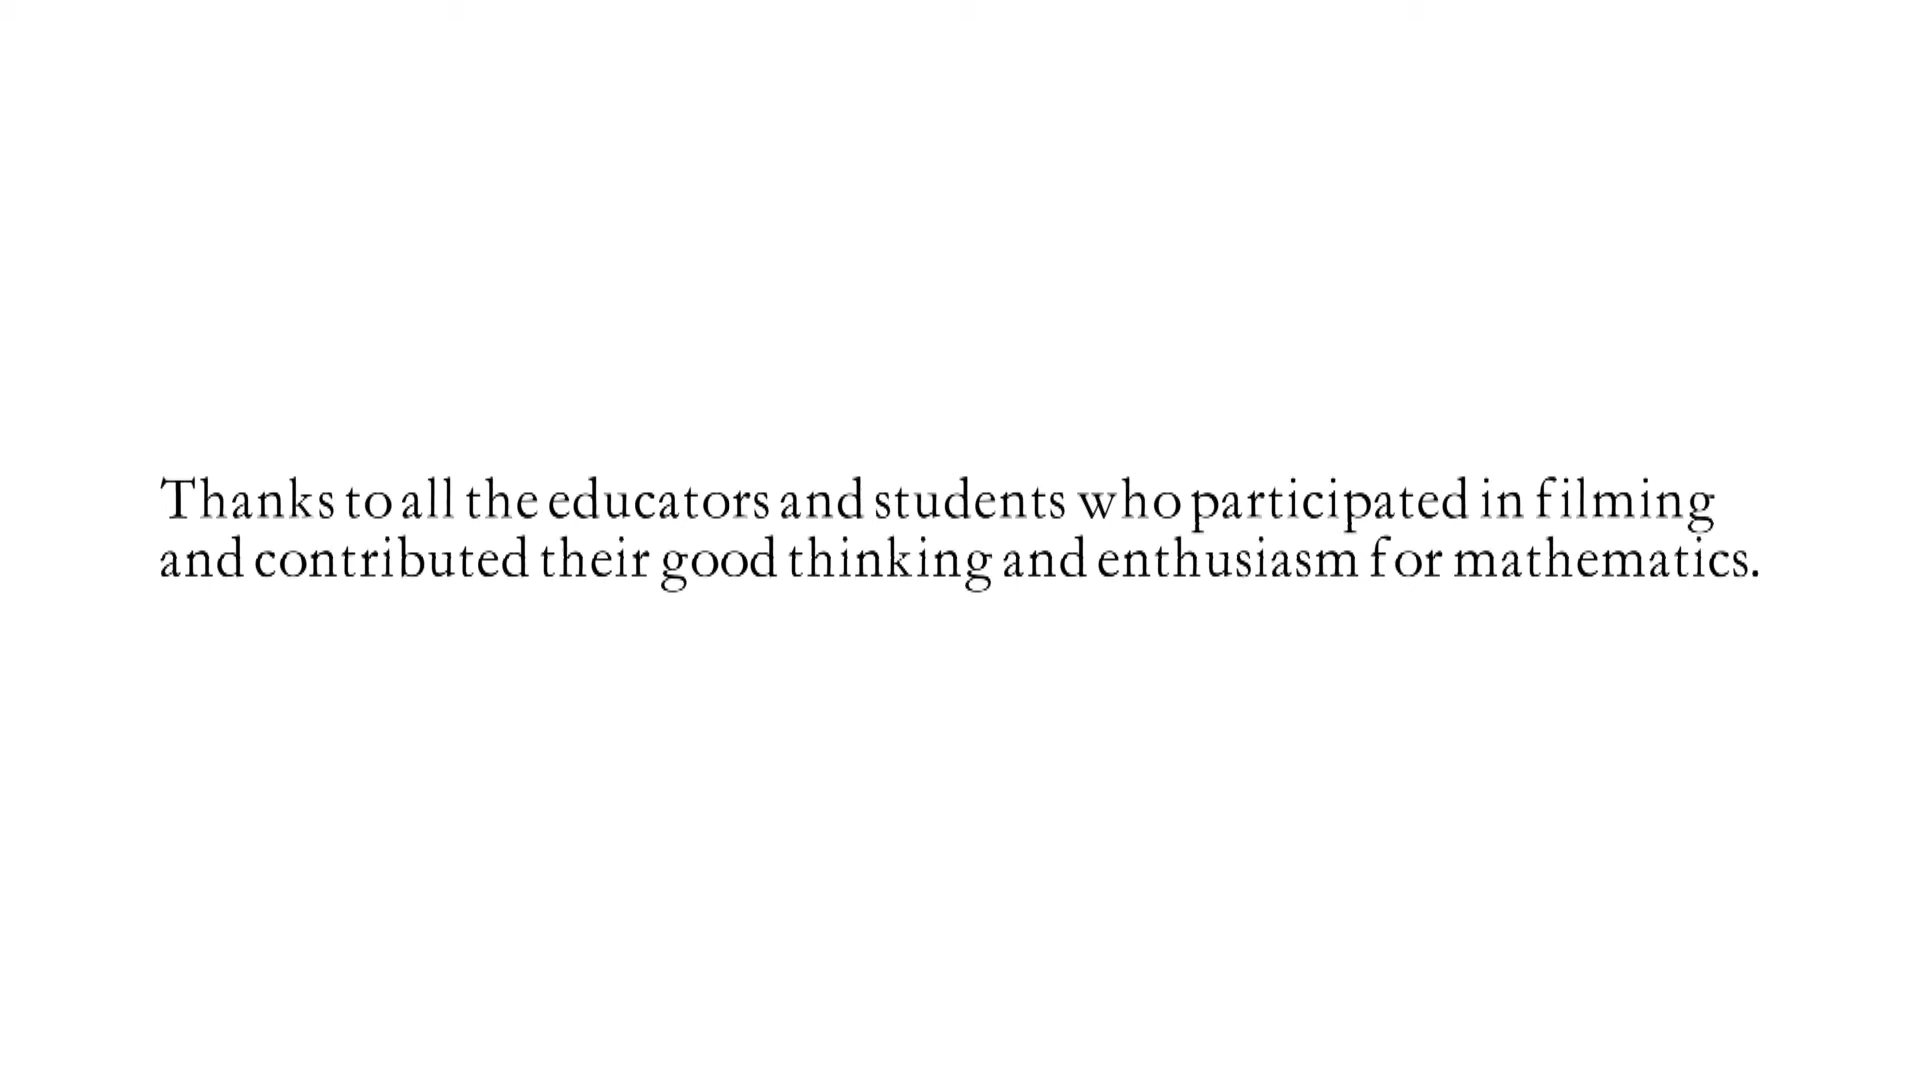 Thanks to all the educators and students who participated in filming
and contributed their good thinking and enthusiasm for mathematics.